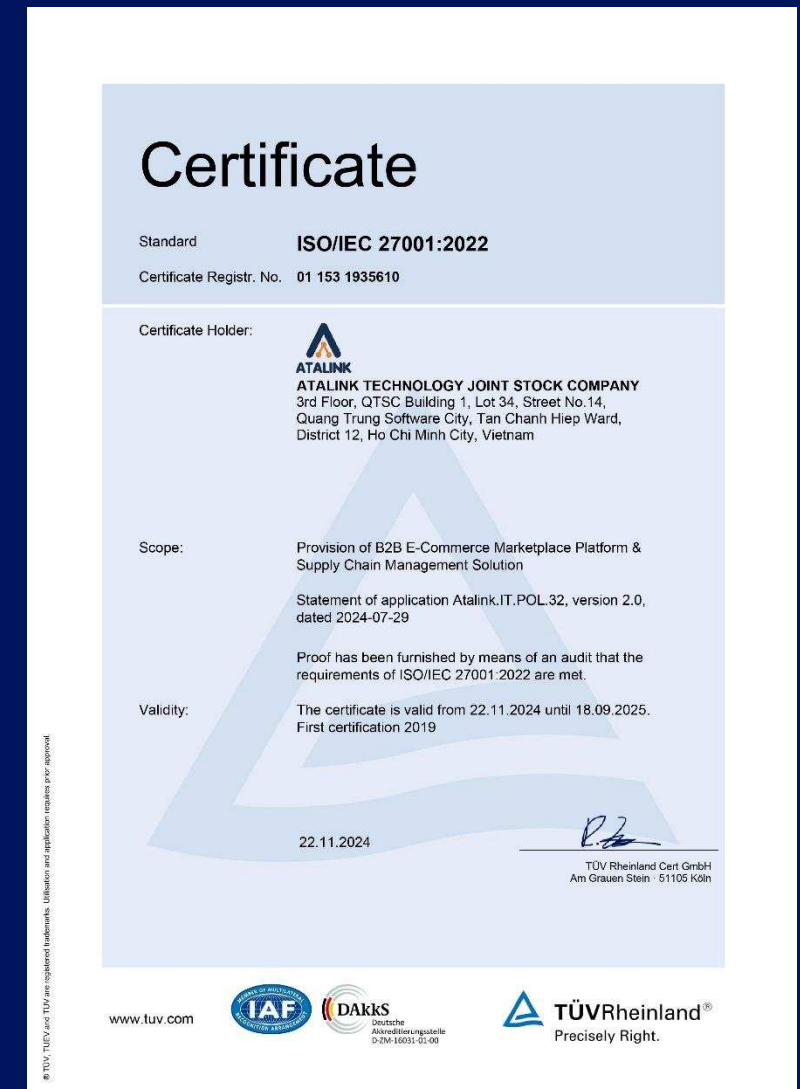 Certificate
Standard ISO/IEC 27001:2022
Certificate Registr. No. 01 153 1935610
Certificate Holder:
ATALINK
ATALINK TECHNOLOGY JOINT STOCK COMPANY
3rd Floor, QTSC Building 1, Lot 34, Street No.14,
Quang Trung Software City, Tan Chanh Hiep Ward,
District 12, Ho Chi Minh City, Vietnam
Scope: Provision of B2B E-Commerce Marketplace Platform &
Supply Chain Management Solution
Statement of application Atalink.IT.POL.32, version 2.0,
dated 2024-07-29
Proof has been furnished by means of an audit that the
requirements of ISO/IEC 27001:2022 are met.
Validity: The certificate is valid from 22.11.2024 until 18.09.2025.
First certification 2019
22.11.2024
TÜV Rheinland Cert GmbH
Am Grauen Stein · 51105 Köln
® TÜV, TUEV and TUV are registered trademarks. Utilisation and application requires prior approval.
www.tuv.com
MEMBER OF MULTILATERAL
IAF
RECOGNITION ARRANGEMENT
DAkkS
Deutsche
Akkreditierungsstelle
D-ZM-16031-01-00
TÜVRheinland®
Precisely Right.